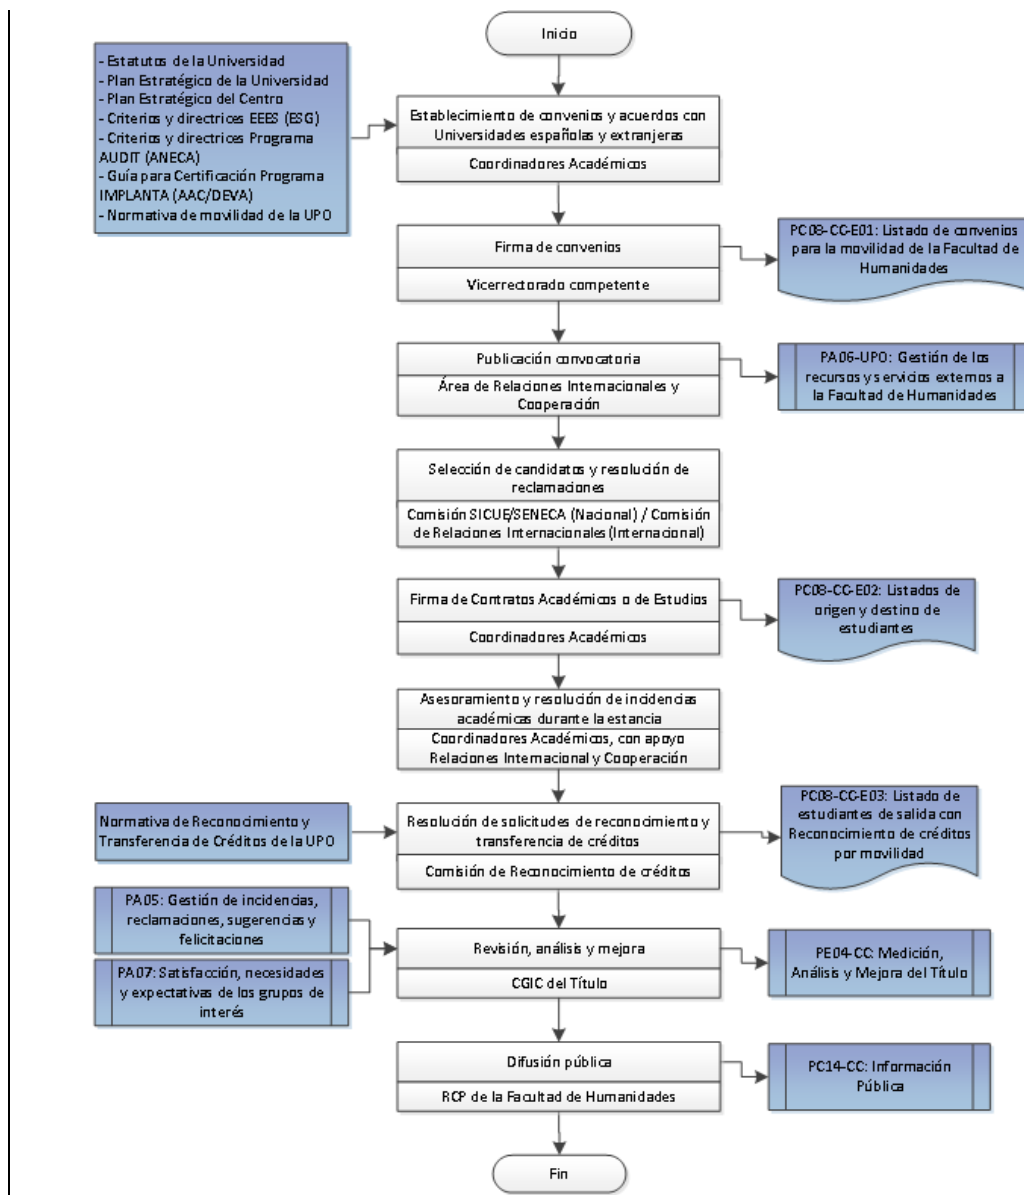 Inicio
- Estatutos de la Universidad
- Plan Estratégico de la Universidad
- Plan Estratégico del Centro
- Criterios y directrices EEES (ESG)
- Criterios y directrices Programa
AUDIT (ANECA)
- Guía para Certificación Programa
IMPLANTA (AAC/DEVA)
- Normativa de movilidad de la UPO
Establecimiento de convenios y acuerdos con
Universidades españolas y extranjeras
Coordinadores Académicos
Firma de convenios
Vicerrectorado competente
PC08-CC-E01: Listado de convenios
para la movilidad de la Facultad de
Humanidades
Publicación convocatoria
Área de Relaciones Internacionales y
Cooperación
PA06-UPO: Gestión de los
recursos y servicios externos a
la Facultad de Humanidades
Selección de candidatos y resolución de
reclamaciones
Comisión SICUE/SENECA (Nacional) / Comisión
de Relaciones Internacionales (Internacional)
Firma de Contratos Académicos o de Estudios
Coordinadores Académicos
PC08-CC-E02: Listados de
origen y destino de
estudiantes
Asesoramiento y resolución de incidencias
académicas durante la estancia
Coordinadores Académicos, con apoyo
Relaciones Internacional y Cooperación
Normativa de Reconocimiento y
Transferencia de Créditos de la UPO
Resolución de solicitudes de reconocimiento y
transferencia de créditos
Comisión de Reconocimiento de créditos
PC08-CC-E03: Listado de
estudiantes de salida con
Reconocimiento de créditos
por movilidad
PA05: Gestión de incidencias,
reclamaciones, sugerencias y
felicitaciones
PA07: Satisfacción, necesidades
y expectativas de los grupos de
interés
Revisión, análisis y mejora
CGIC del Título
PE04-CC: Medición,
Análisis y Mejora del Título
Difusión pública
RCP de la Facultad de Humanidades
PC14-CC: Información
Pública
Fin